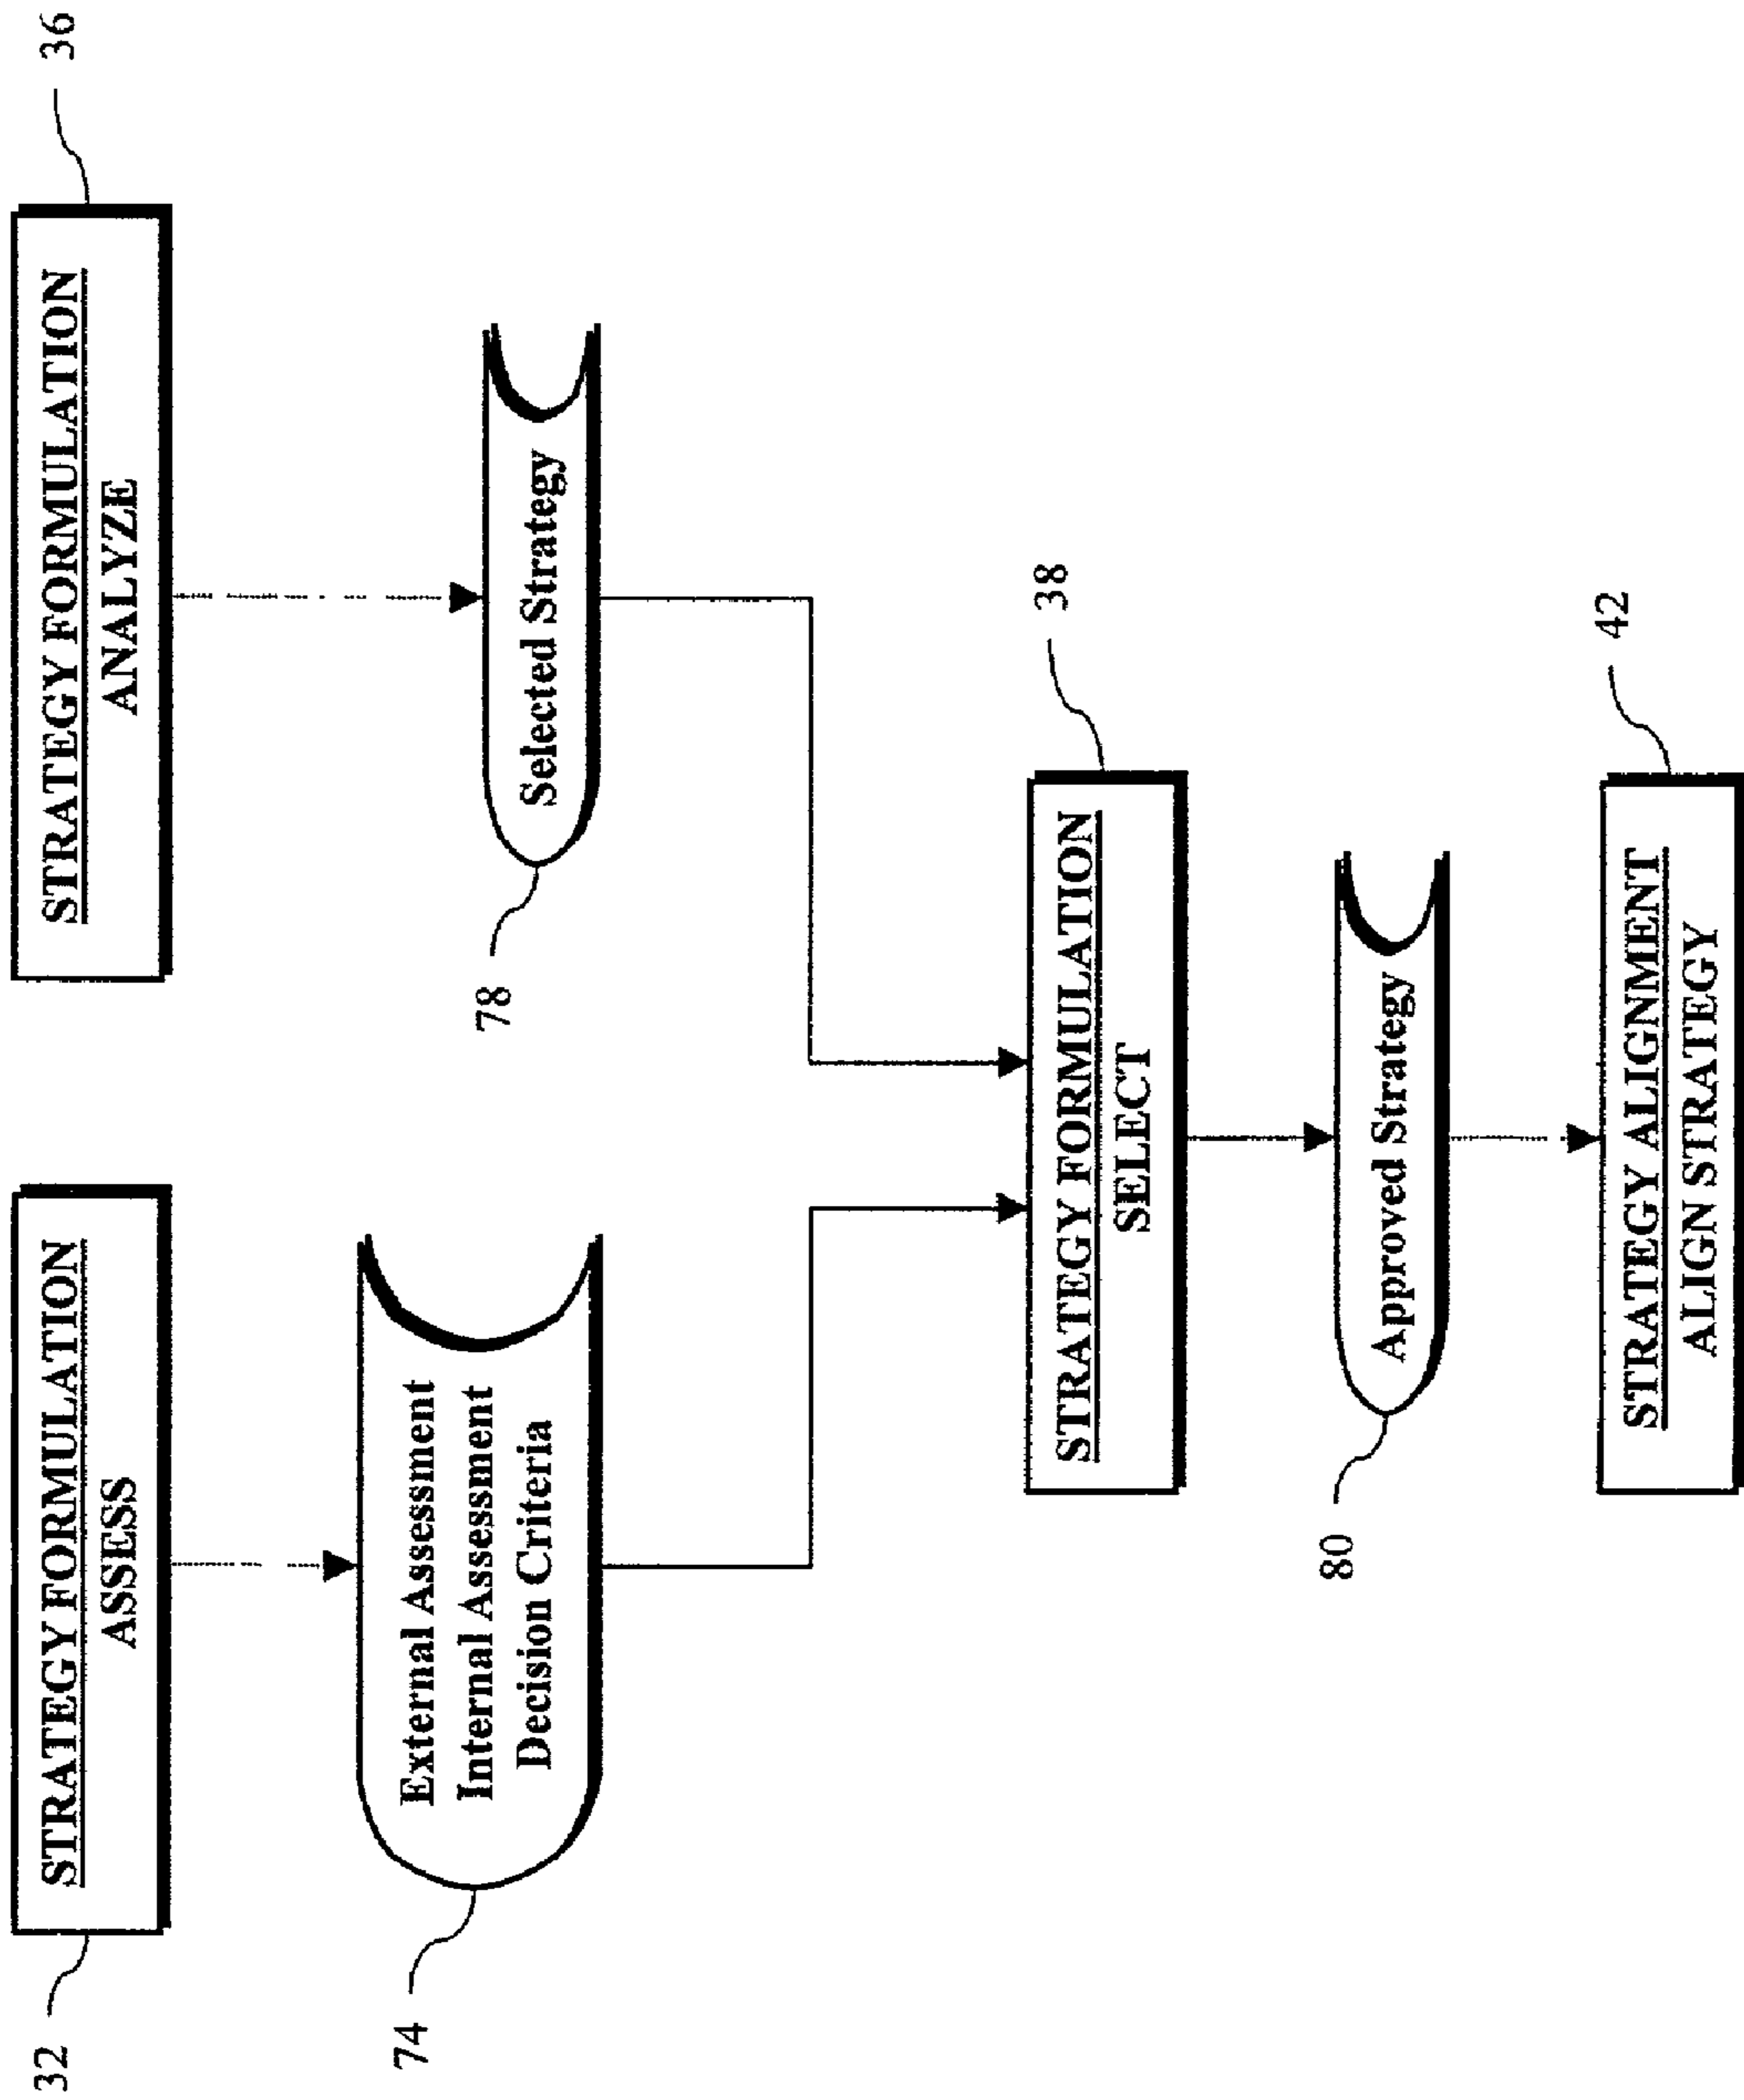 32
STRATEGY FORMULATION
ASSESS
STRATEGY FORMULATION
ANALYZE
36
74
External Assessment
Internal Assessment
Decision Criteria
78
Selected Strategy
STRATEGY FORMULATION
SELECT
38
80
Approved Strategy
STRATEGY ALIGNMENT
ALIGN STRATEGY
42